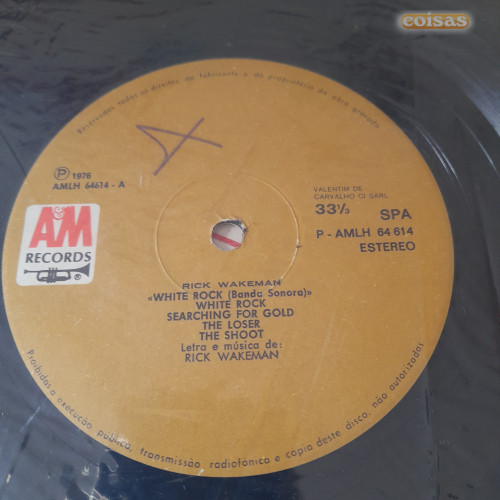 coisas
Reservados todos os direitos do fabricante e do proprietário da obra gravada
℗ 1976
AMLH 64614 - A
VALENTIM DE
CARVALHO CI SARL
33⅓ SPA
P - AMLH 64 614
ESTEREO
A&M
RECORDS
RICK WAKEMAN
«WHITE ROCK (Banda Sonora)»
WHITE ROCK
SEARCHING FOR GOLD
THE LOSER
THE SHOOT
Letra e música de:
RICK WAKEMAN
Proibidas a execução pública, transmissão radiofónica e copia deste disco, não autorizadas